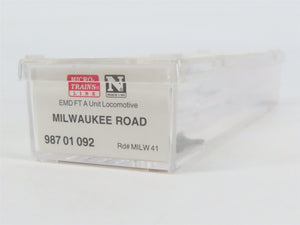 MICRO-
TRAINS®
LINE
N
EMD FT A Unit Locomotive
MILWAUKEE ROAD
987 01 092
Rd# MILW 41